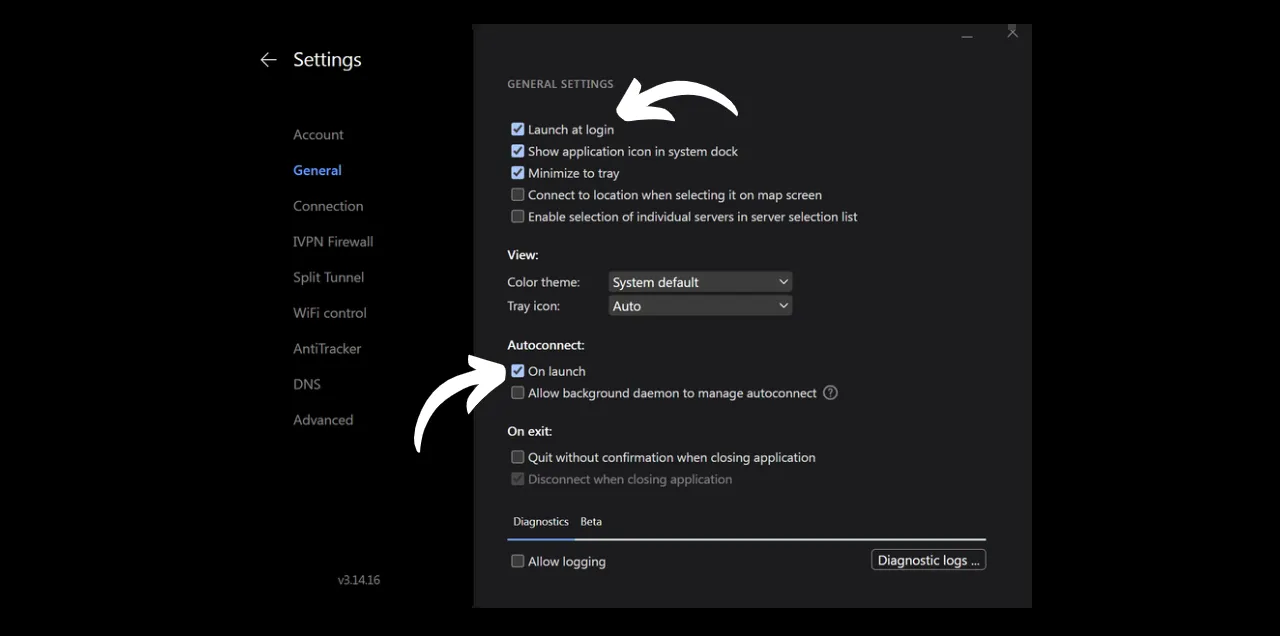 Settings
Account
General
Connection
IVPN Firewall
Split Tunnel
WiFi control
AntiTracker
DNS
Advanced
v3.14.16
GENERAL SETTINGS
Launch at login
Show application icon in system dock
Minimize to tray
Connect to location when selecting it on map screen
Enable selection of individual servers in server selection list
View:
Color theme: System default
Tray icon: Auto
Autoconnect:
On launch
Allow background daemon to manage autoconnect ?
On exit:
Quit without confirmation when closing application
Disconnect when closing application
Diagnostics Beta
Allow logging Diagnostic logs ...